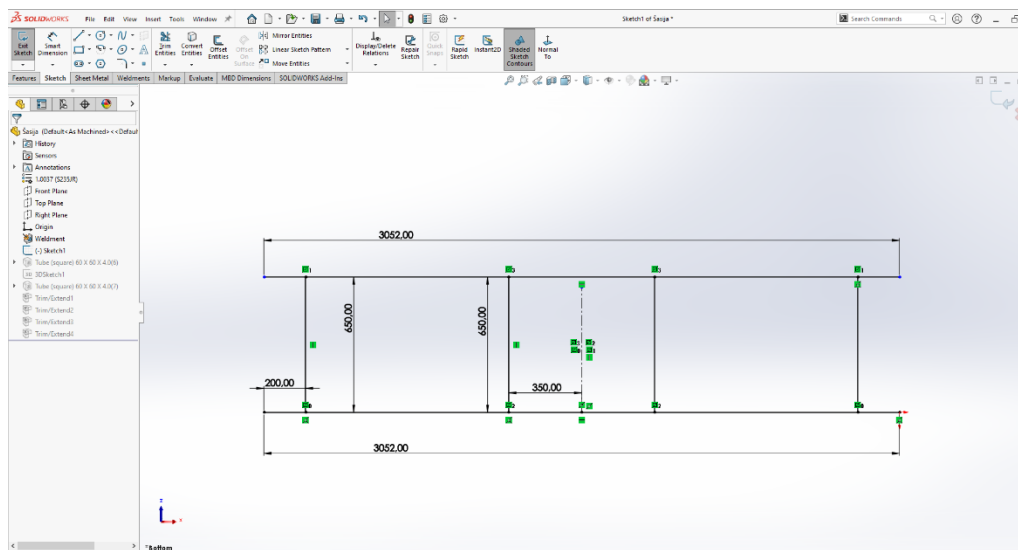 SOLIDWORKS File Edit View Insert Tools Window
Sketch1 of Šasija *
Search Commands
Exit Sketch
Smart Dimension
Trim Entities
Convert Entities
Offset Entities
Offset On Surface
Mirror Entities
Linear Sketch Pattern
Move Entities
Display/Delete Relations
Repair Sketch
Quick Snaps
Rapid Sketch
Instant2D
Shaded Sketch Contours
Normal To
Features Sketch Sheet Metal Weldments Markup Evaluate MBD Dimensions SOLIDWORKS Add-Ins
Šasija (Default<As Machined><<Default
History
Sensors
Annotations
1.0037 (S235JR)
Front Plane
Top Plane
Right Plane
Origin
Weldment
(-) Sketch1
Tube (square) 60 X 60 X 4.0(6)
3DSketch1
Tube (square) 60 X 60 X 4.0(7)
Trim/Extend1
Trim/Extend2
Trim/Extend3
Trim/Extend4
3052,00
650,00
650,00
200,00
350,00
3052,00
*Bottom